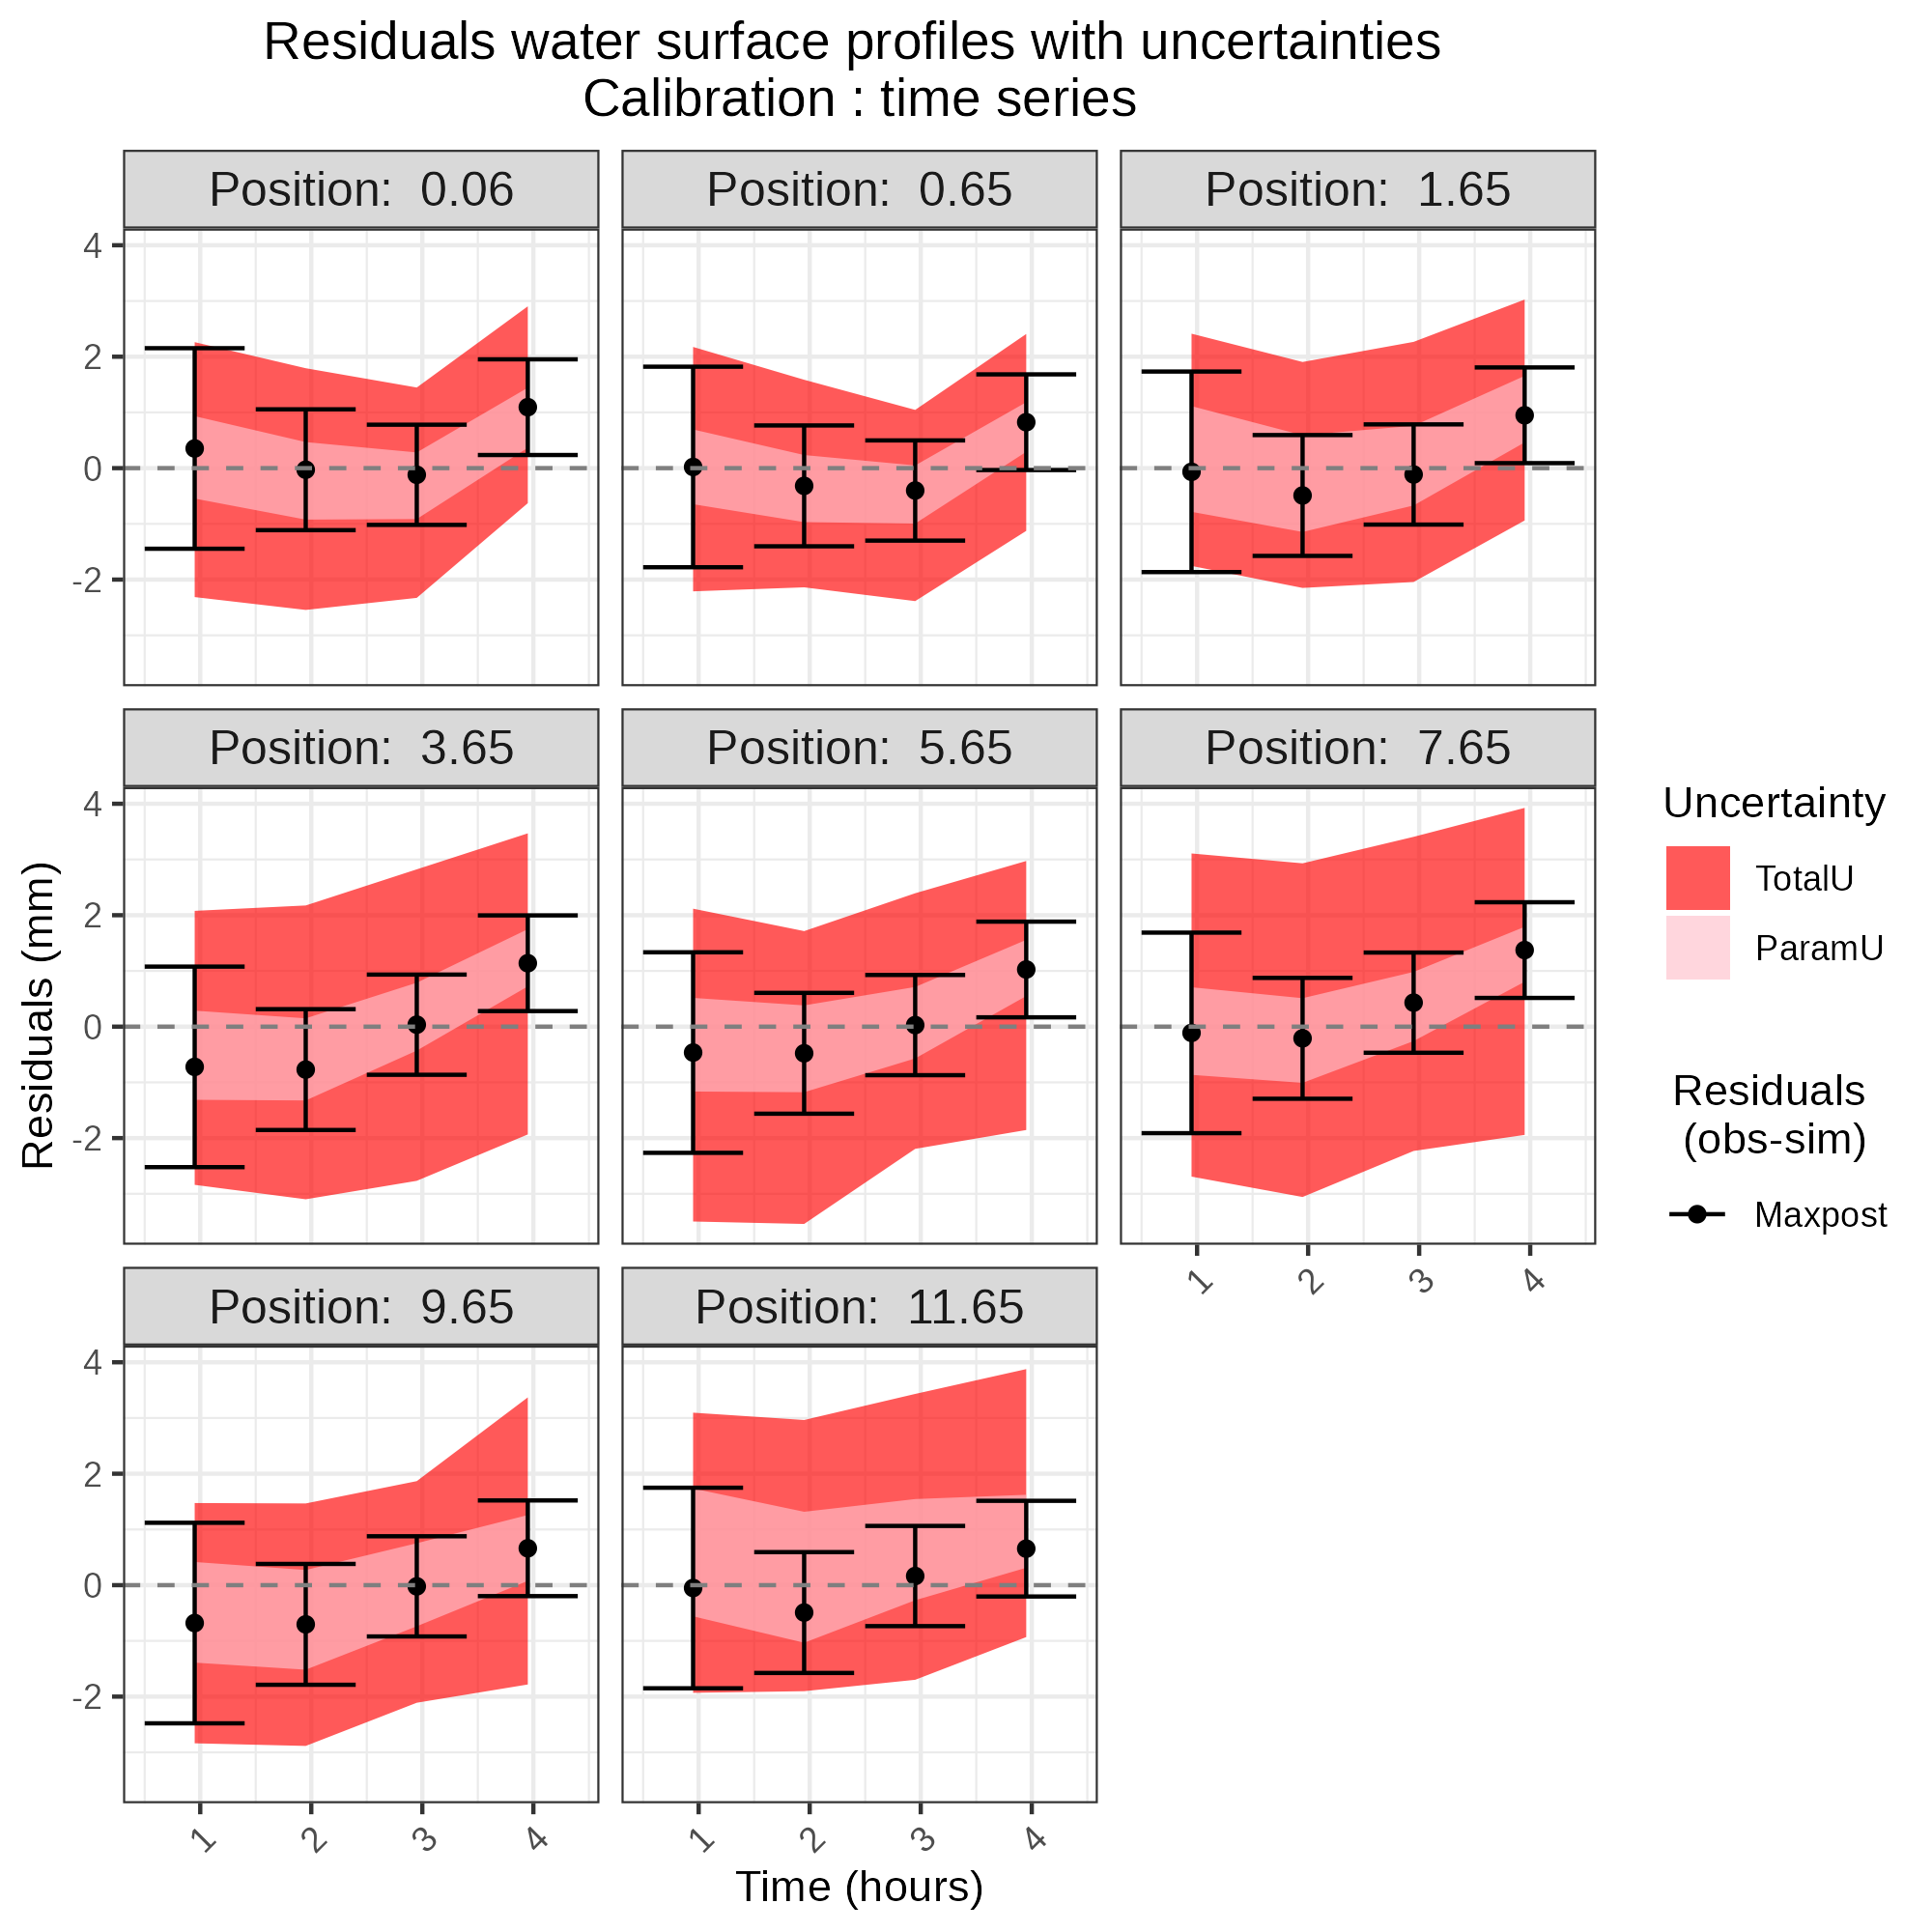 Residuals water surface profiles with uncertainties
Calibration : time series
Position: 0.06
Position: 0.65
Position: 1.65
4
2
0
-2
Position: 3.65
Position: 5.65
Position: 7.65
4
2
0
-2
1
2
3
4
Position: 9.65
Position: 11.65
4
2
0
-2
1
2
3
4
1
2
3
4
Time (hours)
Residuals (mm)
Uncertainty
TotalU
ParamU
Residuals
(obs-sim)
Maxpost